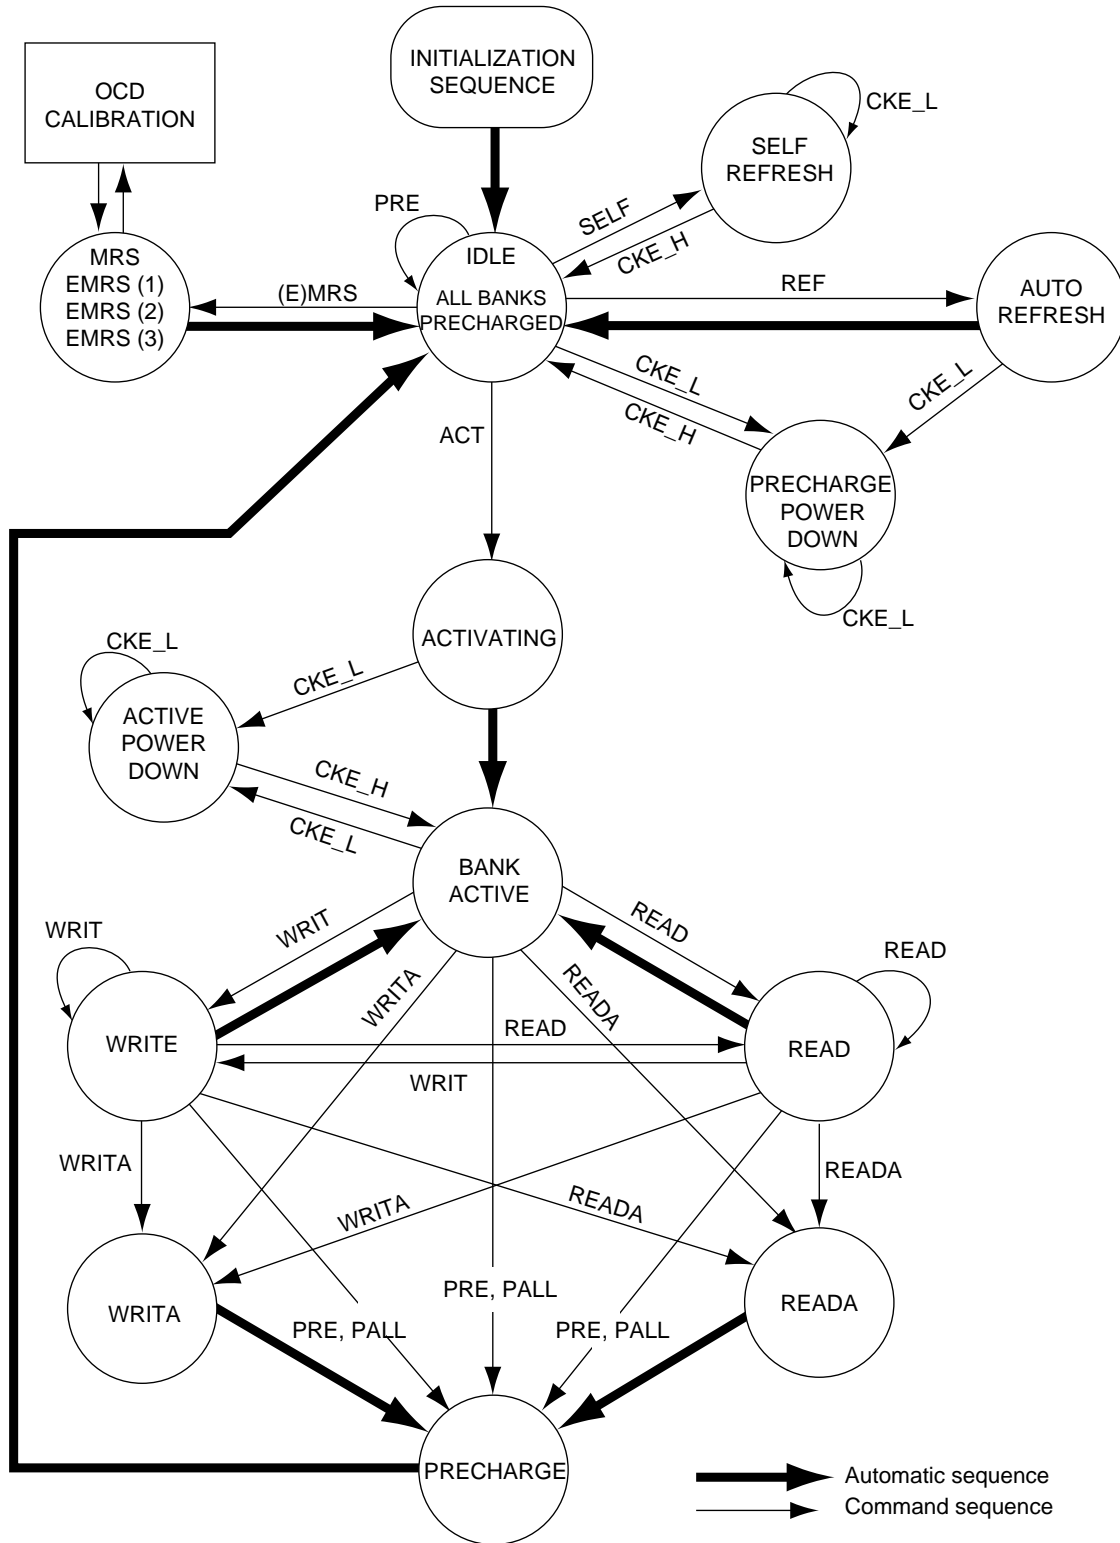 INITIALIZATION
SEQUENCE
OCD
CALIBRATION
CKE_L
SELF
REFRESH
PRE
SELF
CKE_H
IDLE
ALL BANKS
PRECHARGED
MRS
EMRS (1)
EMRS (2)
EMRS (3)
(E)MRS
REF
AUTO
REFRESH
CKE_L
CKE_H
CKE_L
ACT
PRECHARGE
POWER
DOWN
CKE_L
ACTIVATING
CKE_L
CKE_L
ACTIVE
POWER
DOWN
CKE_H
CKE_L
BANK
ACTIVE
WRIT
WRIT
READ
READ
WRITA
READA
WRITE
READ
WRIT
READ
WRITA
WRITA
READA
READA
WRITA
PRE, PALL
PRE, PALL
PRE, PALL
READA
PRECHARGE
Automatic sequence
Command sequence